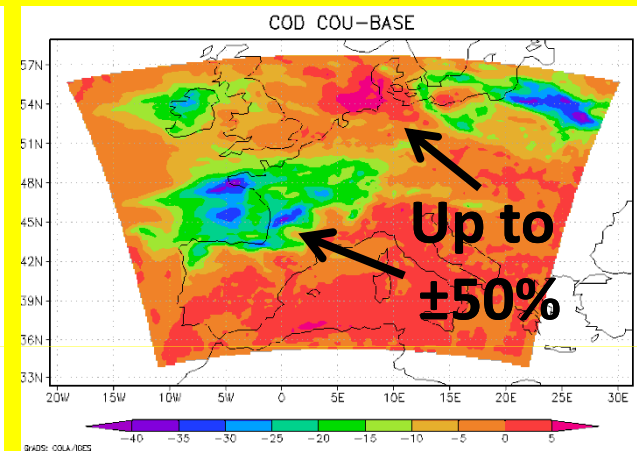 COD COU-BASE
57N
54N
51N
48N
45N
42N
39N
36N
33N
Up to
±50%
20W 15W 10W 5W 0 5E 10E 15E 20E 25E 30E
-40 -35 -30 -25 -20 -15 -10 -5 0 5
GrADS: COLA/IGES